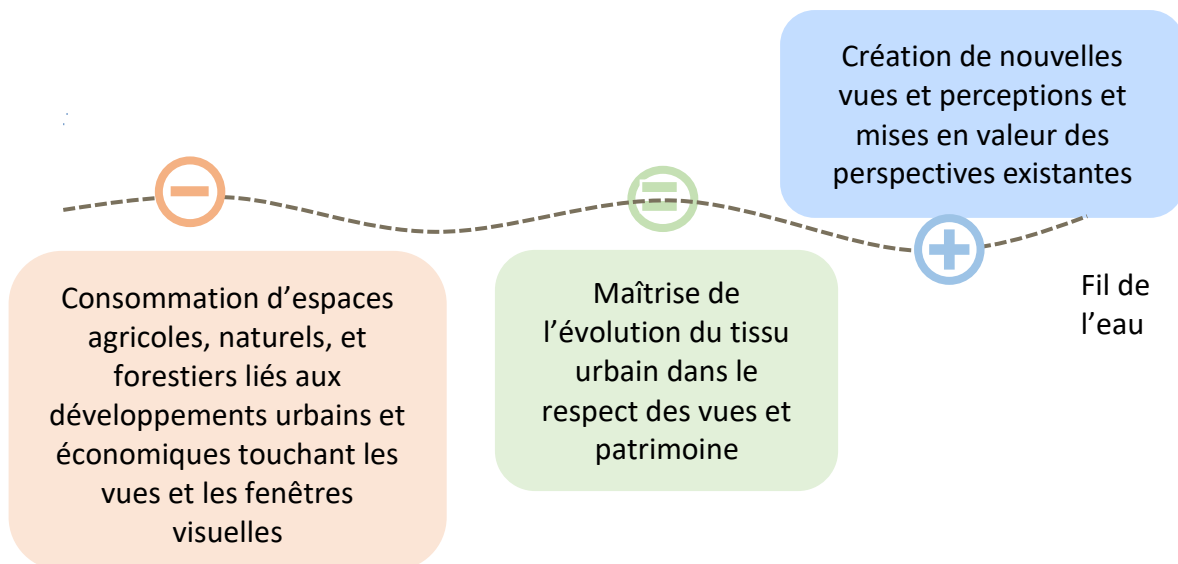 Création de nouvelles
vues et perceptions et
mises en valeur des
perspectives existantes
Consommation d’espaces
agricoles, naturels, et
forestiers liés aux
développements urbains et
économiques touchant les
vues et les fenêtres
visuelles
Maîtrise de
l’évolution du tissu
urbain dans le
respect des vues et
patrimoine
Fil de
l’eau